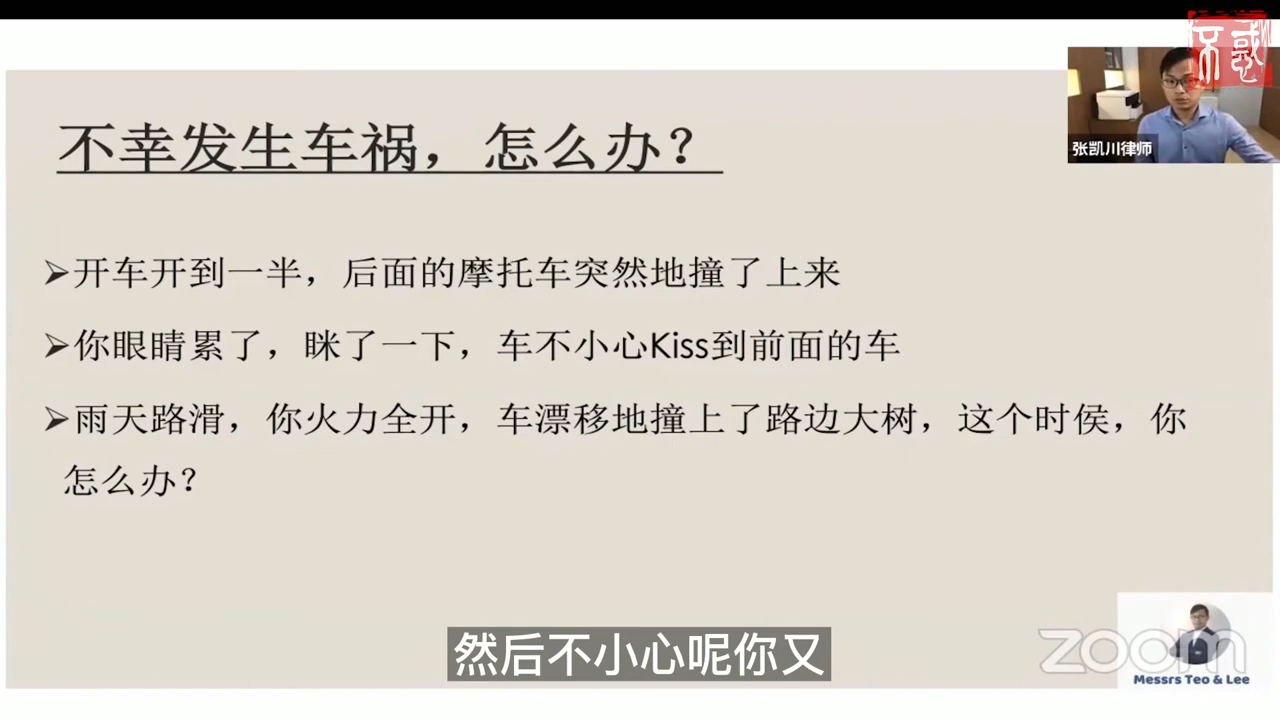 不惑
不幸发生车祸，怎么办？
张凯川律师
➢开车开到一半，后面的摩托车突然地撞了上来
➢你眼睛累了，眯了一下，车不小心Kiss到前面的车
➢雨天路滑，你火力全开，车漂移地撞上了路边大树，这个时侯，你
怎么办？
然后不小心呢你又
zoom
Messrs Teo & Lee